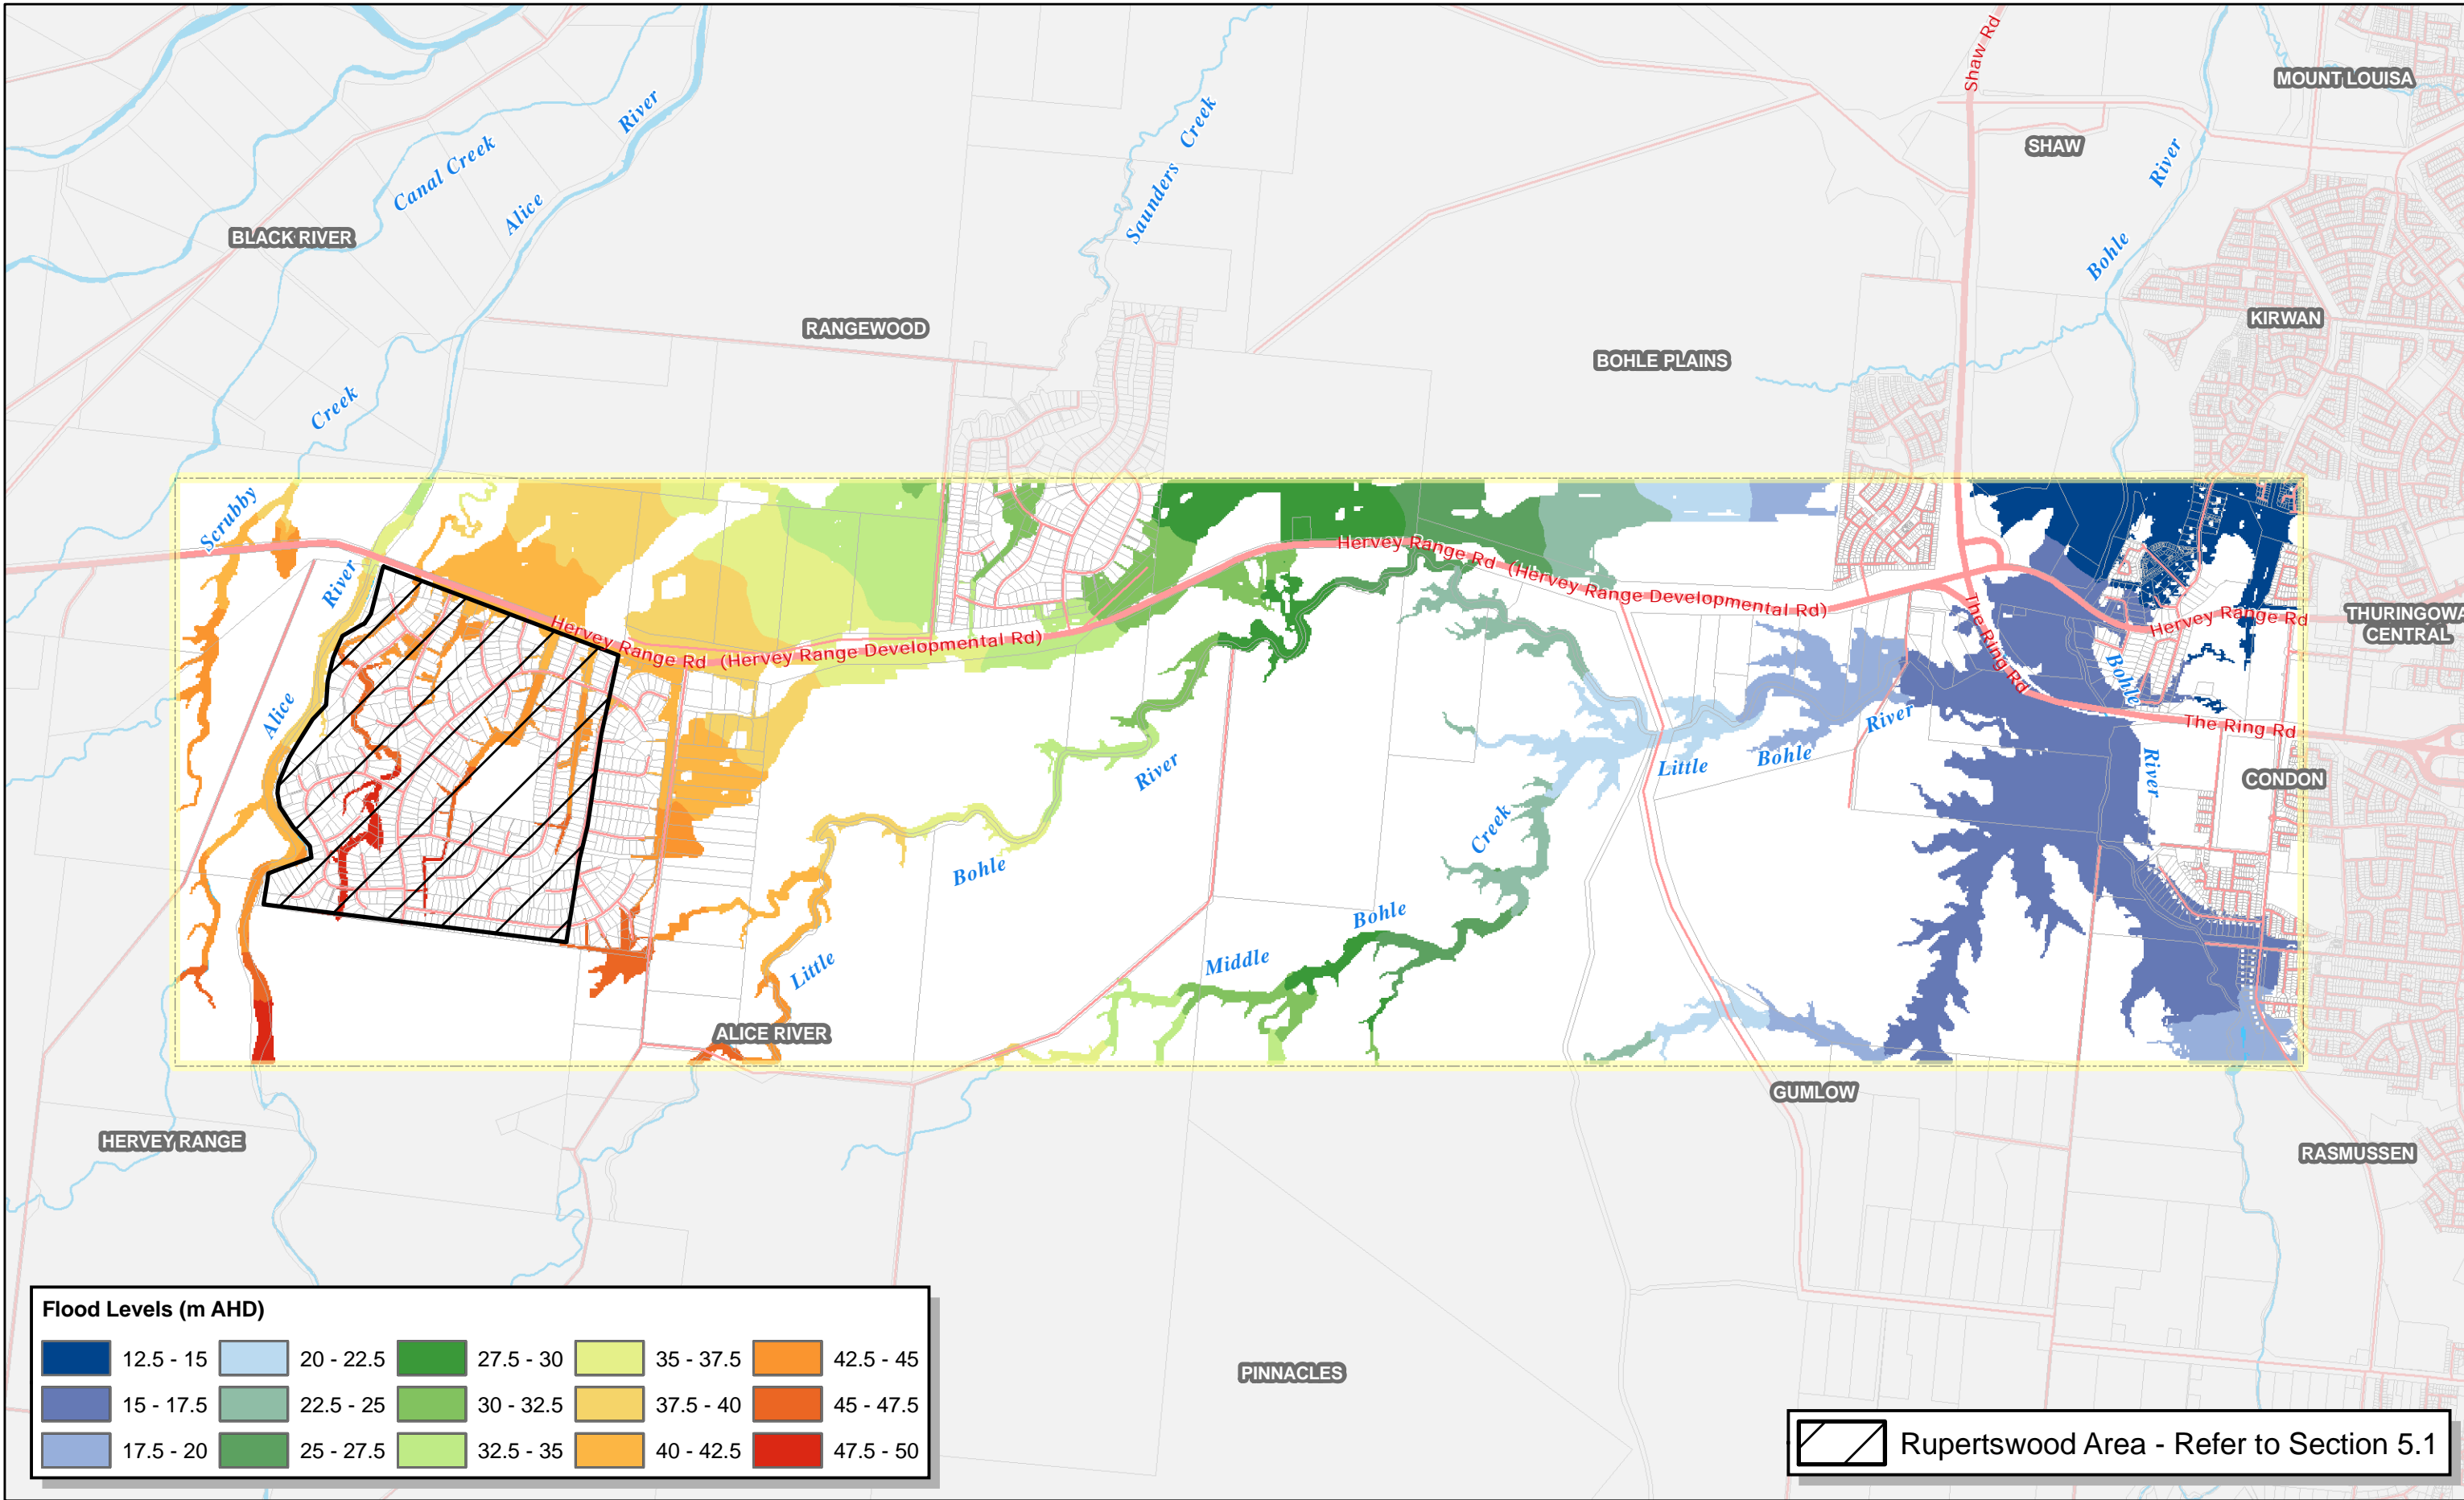 Shaw Rd
MOUNT LOUISA
SHAW
River
Bohle
Canal Creek
River
Alice
Saunders Creek
BLACK RIVER
RANGEWOOD
BOHLE PLAINS
KIRWAN
Creek
Scrubby
River
Alice
Hervey Range Rd (Hervey Range Developmental Rd)
Hervey Range Rd (Hervey Range Developmental Rd)
The Ring Rd
Hervey Range Rd
THURINGOWA
CENTRAL
Bohle
River
The Ring Rd
CONDON
Little
Bohle
River
River
Bohle
Little
Creek
Bohle
Middle
ALICE RIVER
GUMLOW
HERVEY RANGE
RASMUSSEN
PINNACLES
Flood Levels (m AHD)
12.5 - 15
20 - 22.5
27.5 - 30
35 - 37.5
42.5 - 45
15 - 17.5
22.5 - 25
30 - 32.5
37.5 - 40
45 - 47.5
17.5 - 20
25 - 27.5
32.5 - 35
40 - 42.5
47.5 - 50
Rupertswood Area - Refer to Section 5.1